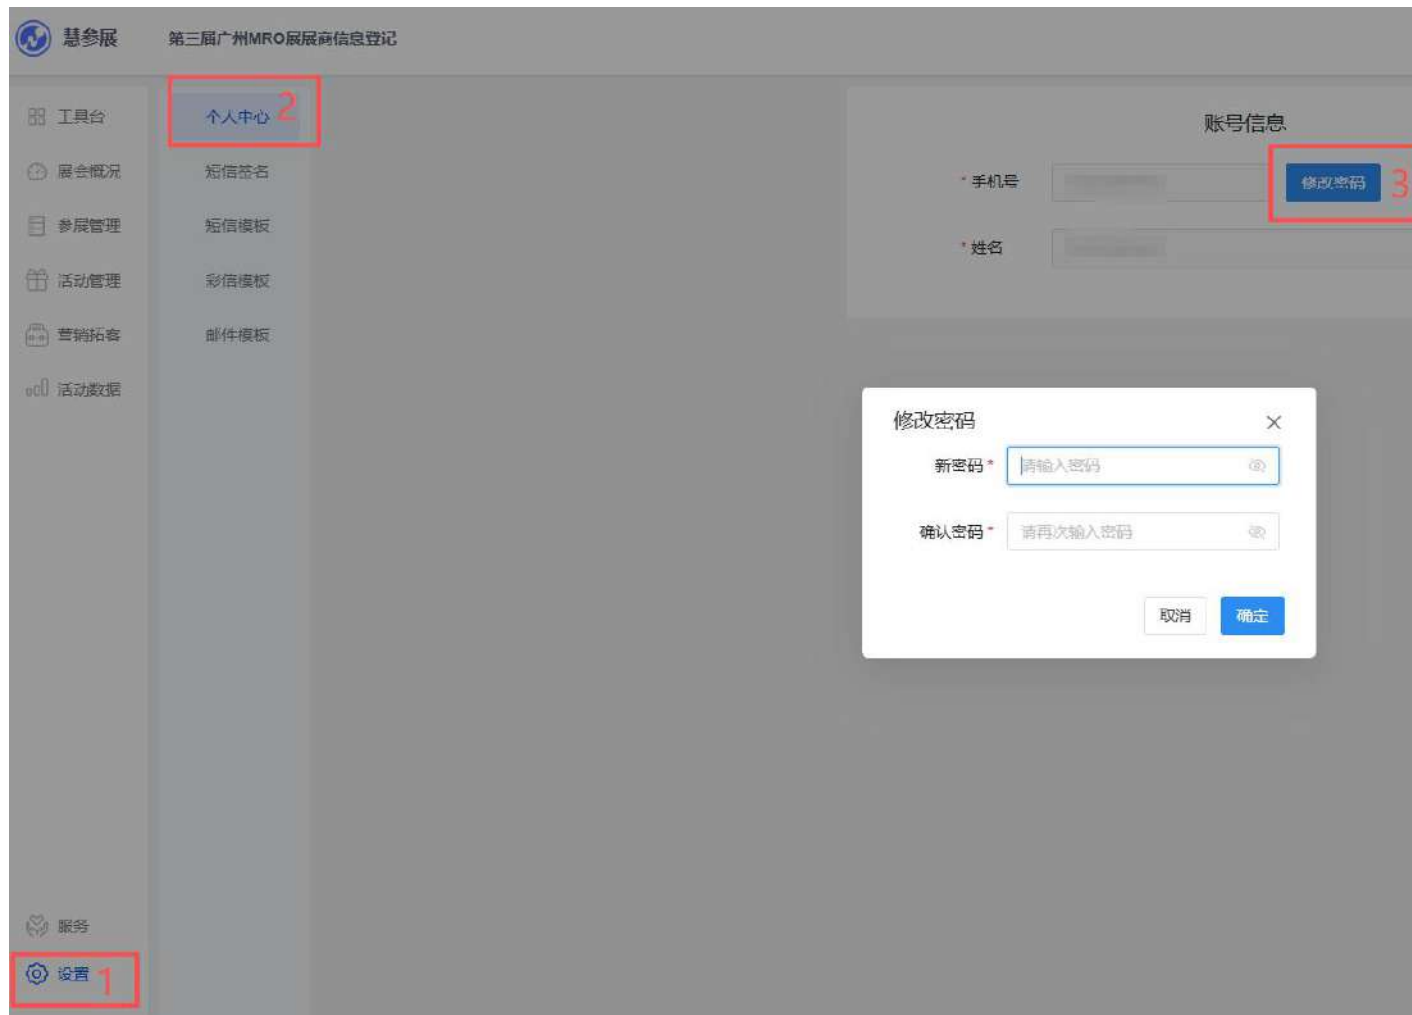 慧参展
第三届广州MRO展展商信息登记
工具台
展会概况
参展管理
活动管理
营销拓客
活动数据
服务
设置 1
个人中心 2
短信签名
短信模板
彩信模板
邮件模板
账号信息
* 手机号
修改密码 3
* 姓名
修改密码
新密码 * 请输入密码
确认密码 * 请再次输入密码
取消 确定